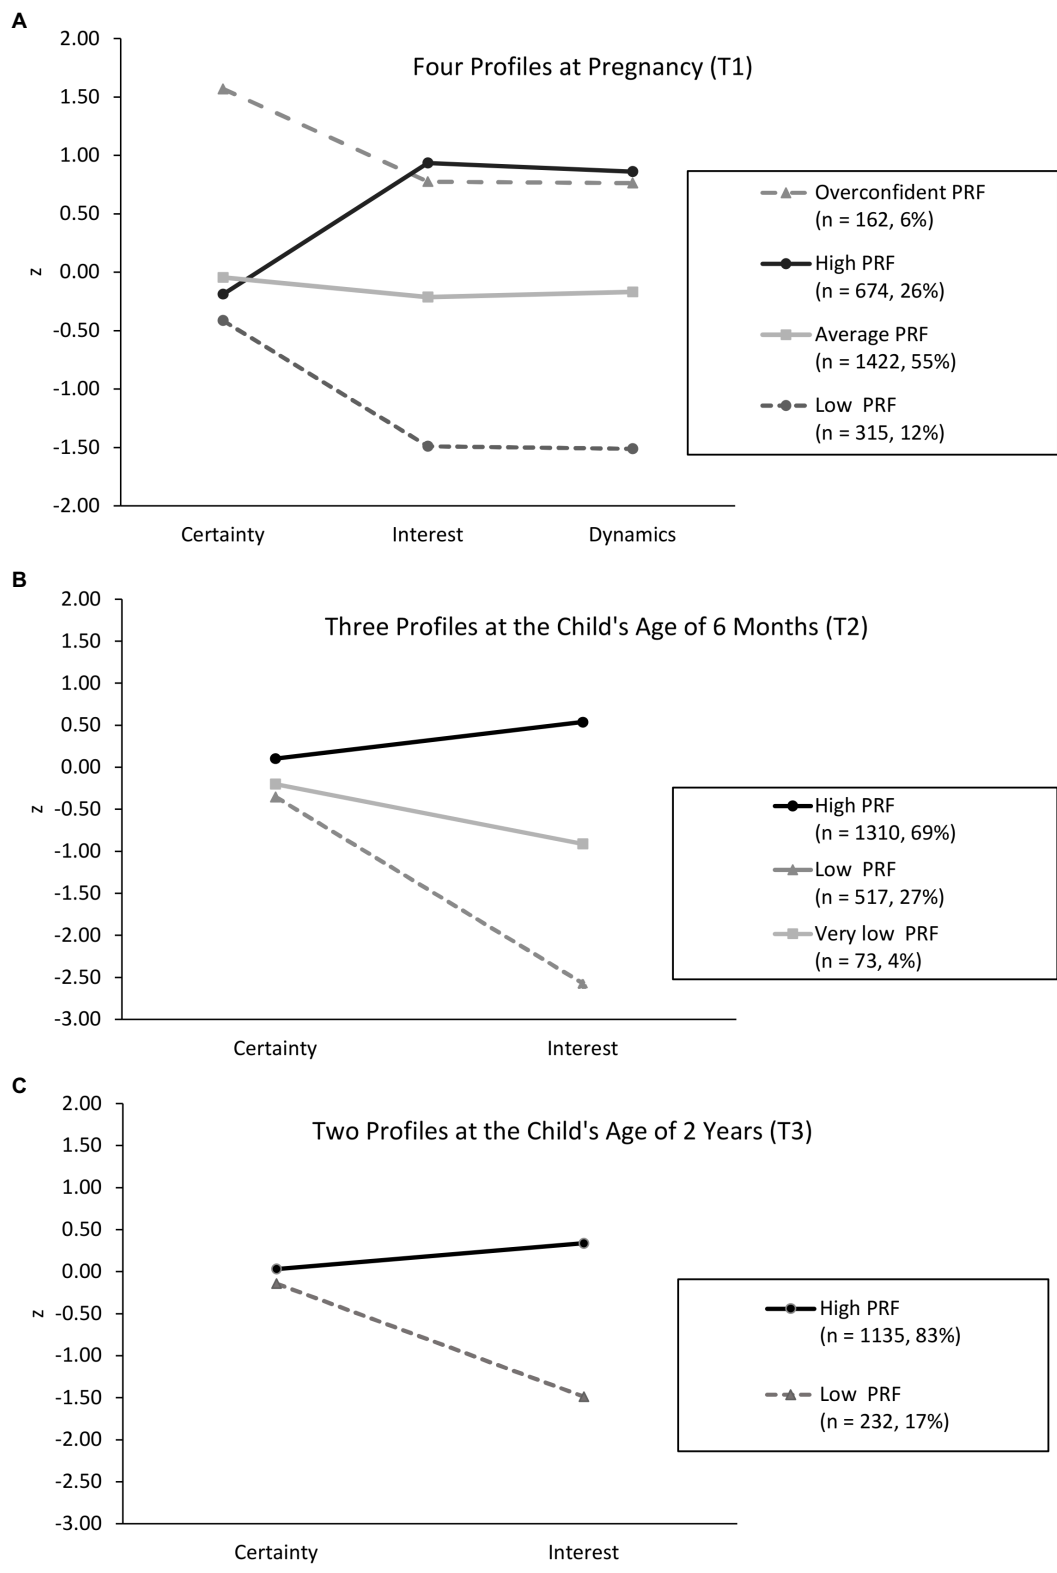 A
Four Profiles at Pregnancy (T1)
2.00
1.50
1.00
0.50
0.00
-0.50
-1.00
-1.50
-2.00
z
Certainty Interest Dynamics
Overconfident PRF
(n = 162, 6%)
High PRF
(n = 674, 26%)
Average PRF
(n = 1422, 55%)
Low PRF
(n = 315, 12%)
B
Three Profiles at the Child's Age of 6 Months (T2)
2.00
1.50
1.00
0.50
0.00
-0.50
-1.00
-1.50
-2.00
-2.50
-3.00
z
Certainty Interest
High PRF
(n = 1310, 69%)
Low PRF
(n = 517, 27%)
Very low PRF
(n = 73, 4%)
C
Two Profiles at the Child's Age of 2 Years (T3)
2.00
1.50
1.00
0.50
0.00
-0.50
-1.00
-1.50
-2.00
-2.50
-3.00
z
Certainty Interest
High PRF
(n = 1135, 83%)
Low PRF
(n = 232, 17%)